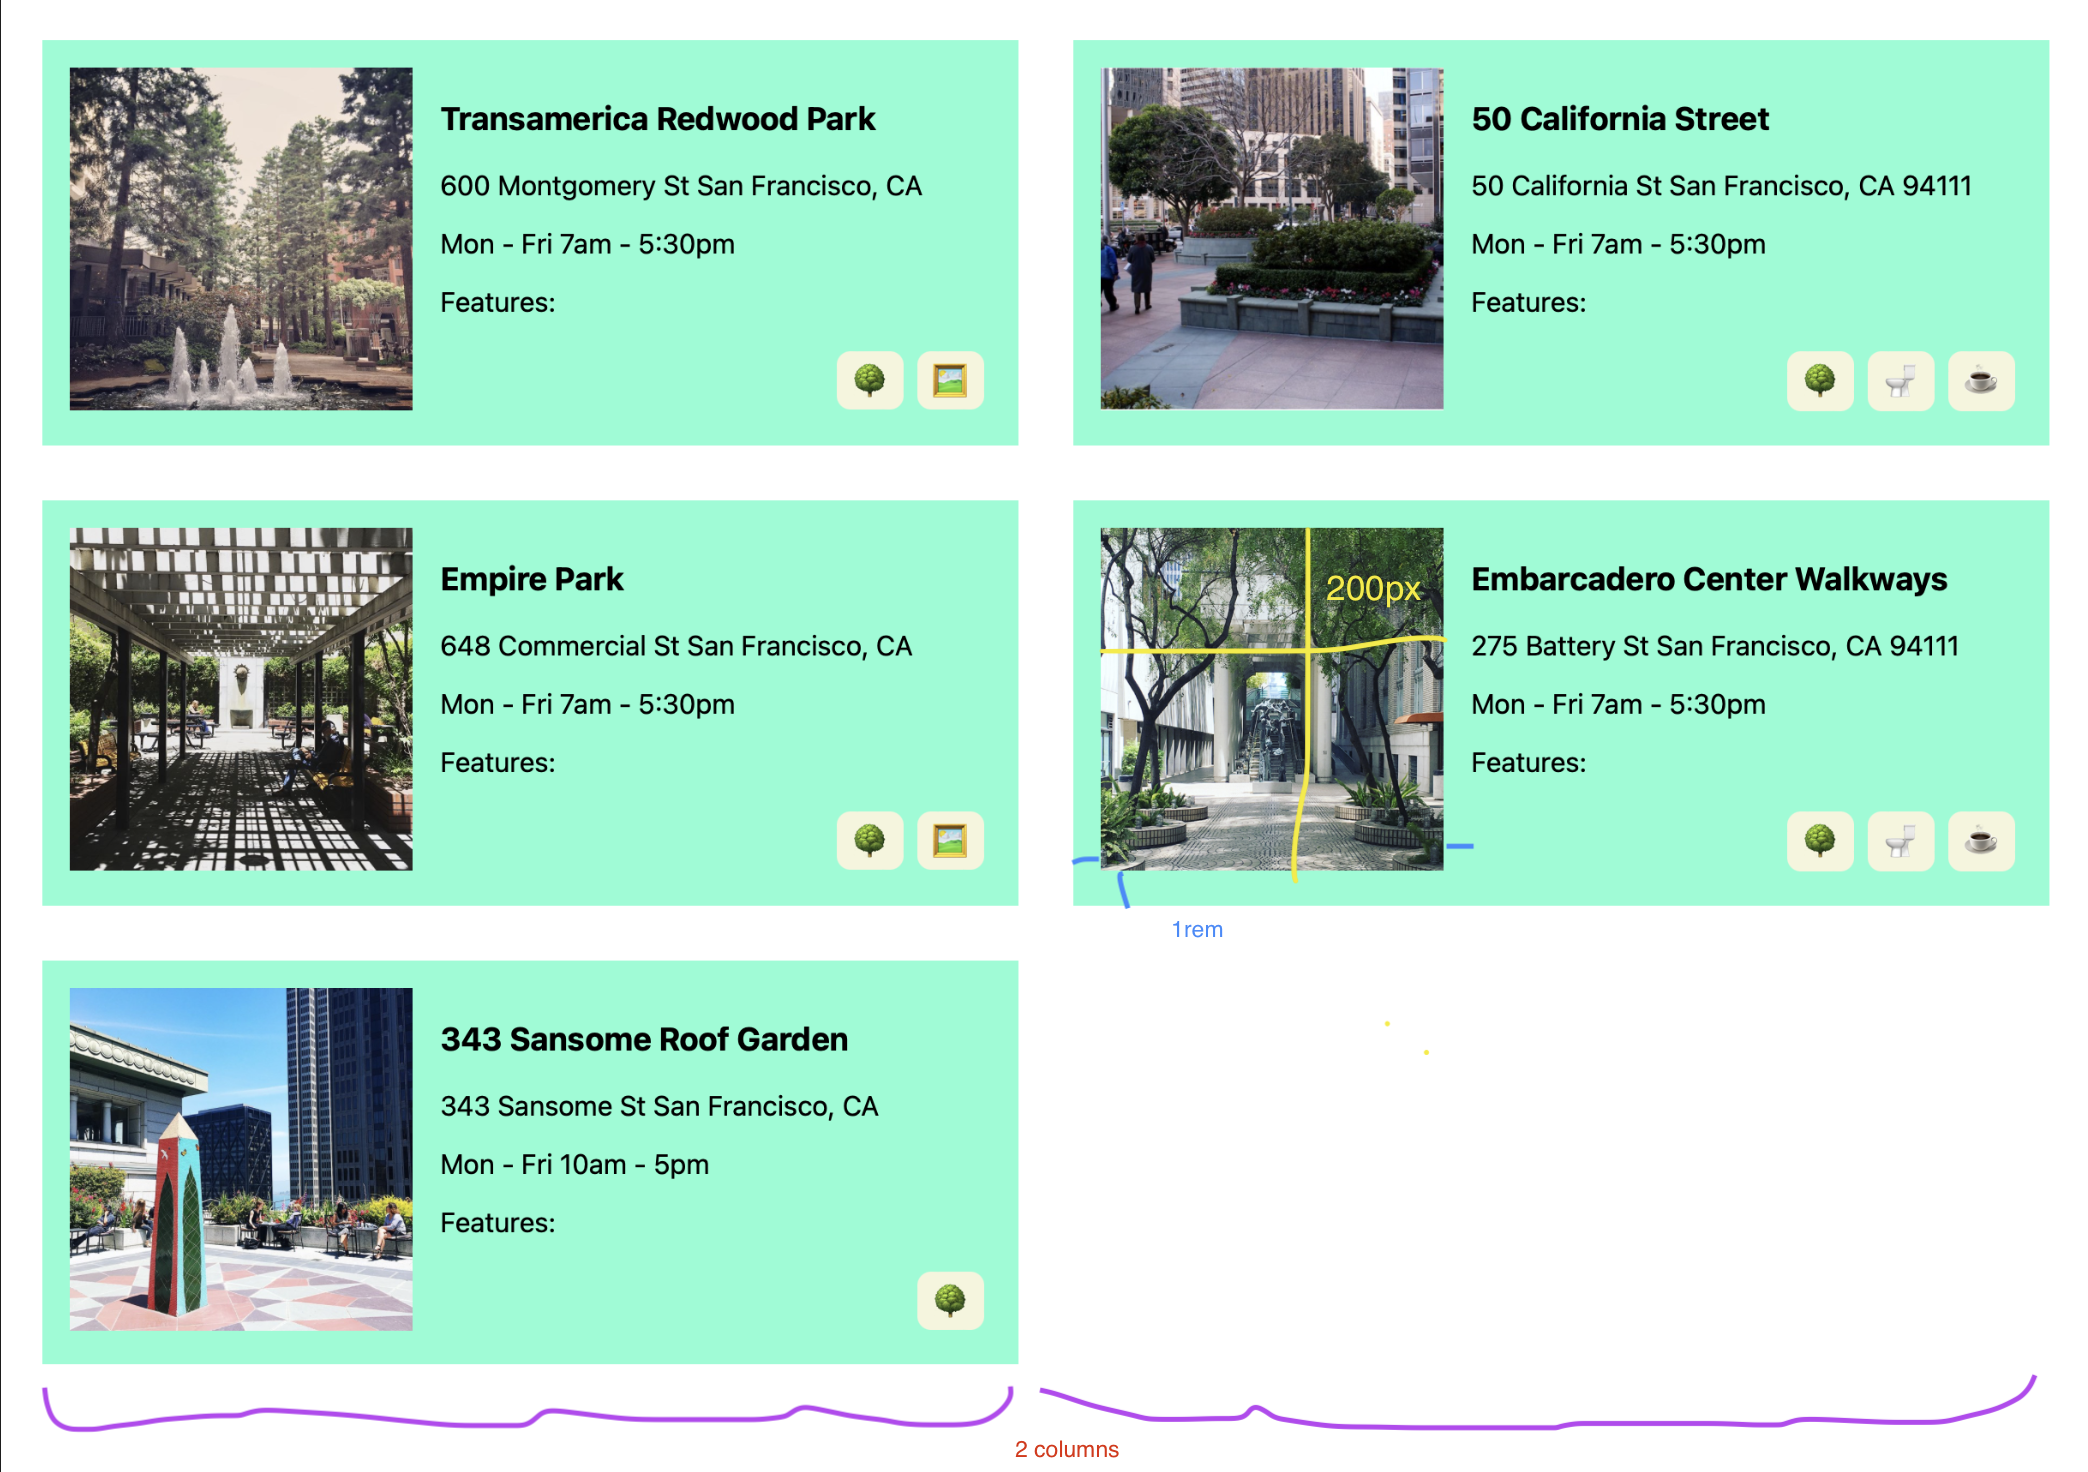 Transamerica Redwood Park
600 Montgomery St San Francisco, CA
Mon - Fri 7am - 5:30pm
Features:
50 California Street
50 California St San Francisco, CA 94111
Mon - Fri 7am - 5:30pm
Features:
Empire Park
648 Commercial St San Francisco, CA
Mon - Fri 7am - 5:30pm
Features:
200px
Embarcadero Center Walkways
275 Battery St San Francisco, CA 94111
Mon - Fri 7am - 5:30pm
Features:
1rem
343 Sansome Roof Garden
343 Sansome St San Francisco, CA
Mon - Fri 10am - 5pm
Features:
2 columns